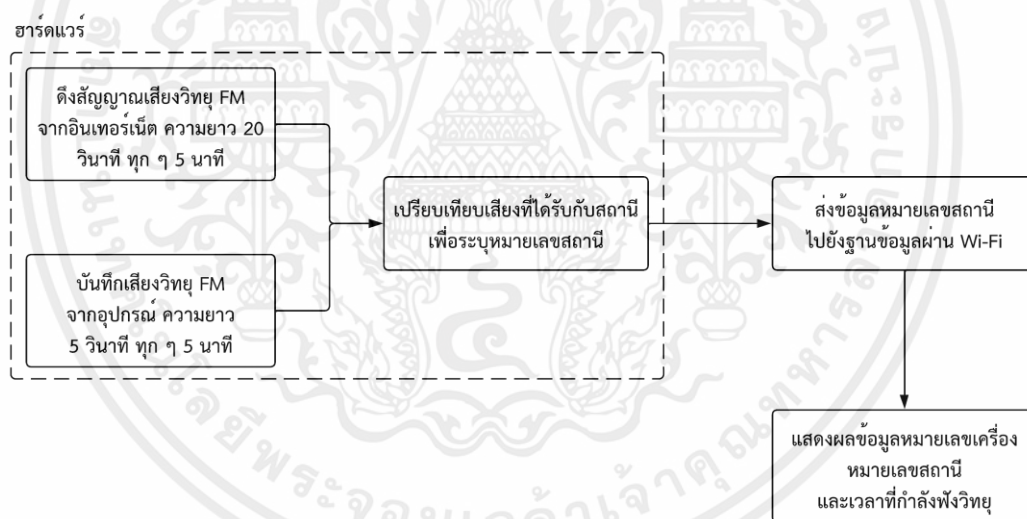 ฮาร์ดแวร์
ดึงสัญญาณเสียงวิทยุ FM
จากอินเทอร์เน็ต ความยาว 20
วินาที ทุก ๆ 5 นาที
บันทึกเสียงวิทยุ FM
จากอุปกรณ์ ความยาว
5 วินาที ทุก ๆ 5 นาที
เปรียบเทียบเสียงที่ได้รับกับสถานี
เพื่อระบุหมายเลขสถานี
ส่งข้อมูลหมายเลขสถานี
ไปยังฐานข้อมูลผ่าน Wi-Fi
แสดงผลข้อมูลหมายเลขเครื่อง
หมายเลขสถานี
และเวลาที่กำลังฟังวิทยุ